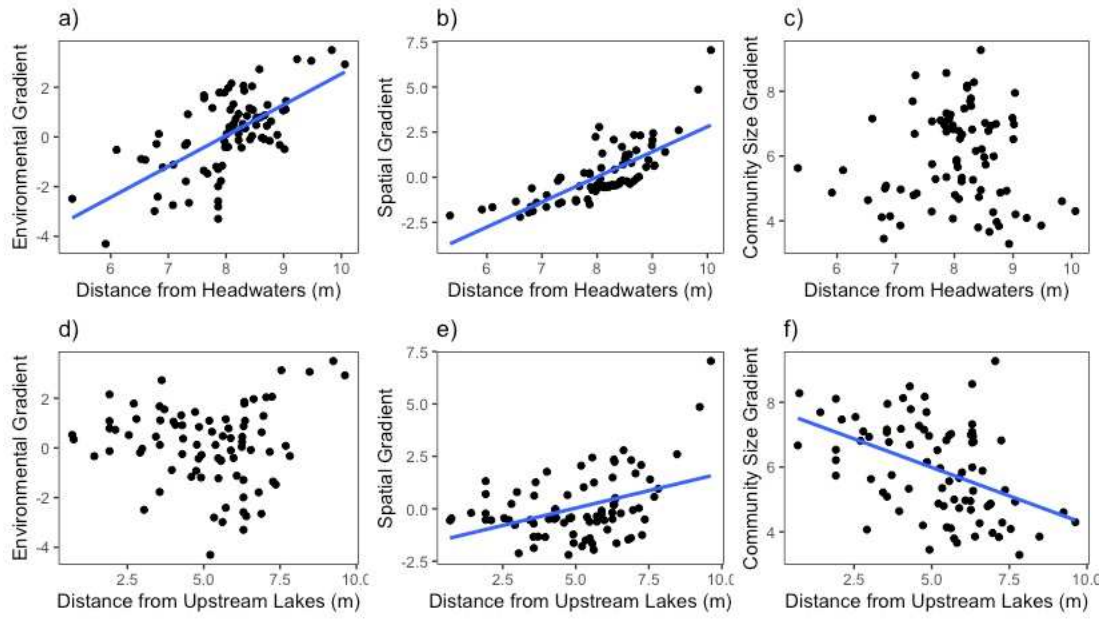 a)
b)
c)
Environmental Gradient
2
0
-2
-4
6
7
8
9
10
Distance from Headwaters (m)
Spatial Gradient
7.5
5.0
2.5
0.0
-2.5
6
7
8
9
10
Distance from Headwaters (m)
Community Size Gradient
8
6
4
6
7
8
9
10
Distance from Headwaters (m)
d)
e)
f)
Environmental Gradient
2
0
-2
-4
2.5
5.0
7.5
10.0
Distance from Upstream Lakes (m)
Spatial Gradient
7.5
5.0
2.5
0.0
-2.5
2.5
5.0
7.5
10.0
Distance from Upstream Lakes (m)
Community Size Gradient
8
6
4
2.5
5.0
7.5
10.0
Distance from Upstream Lakes (m)